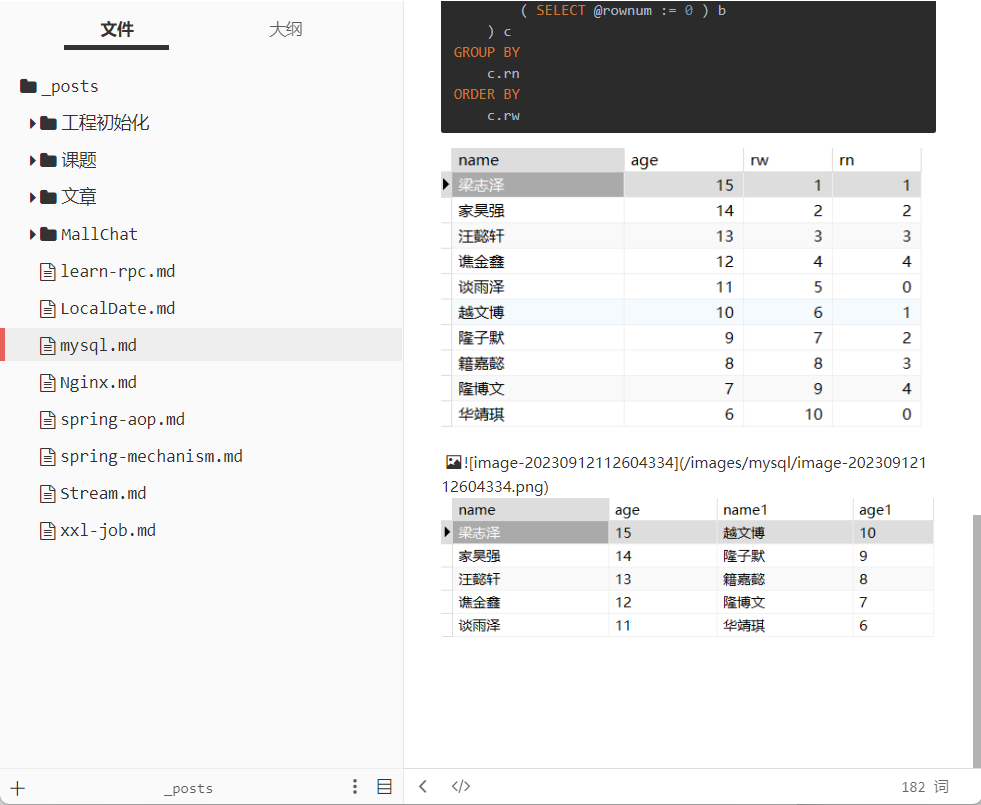 文件 大纲
_posts
工程初始化
课题
文章
MallChat
learn-rpc.md
LocalDate.md
mysql.md
Nginx.md
spring-aop.md
spring-mechanism.md
Stream.md
xxl-job.md
_posts
( SELECT @rownum := 0 ) b
) c
GROUP BY
c.rn
ORDER BY
c.rw
name age rw rn
梁志泽 15 1 1
家昊强 14 2 2
汪懿轩 13 3 3
谯金鑫 12 4 4
谈雨泽 11 5 0
越文博 10 6 1
隆子默 9 7 2
籍嘉懿 8 8 3
隆博文 7 9 4
华靖琪 6 10 0
![image-20230912112604334](/images/mysql/image-202309121
12604334.png)
name age name1 age1
梁志泽 15 越文博 10
家昊强 14 隆子默 9
汪懿轩 13 籍嘉懿 8
谯金鑫 12 隆博文 7
谈雨泽 11 华靖琪 6
</> 182 词